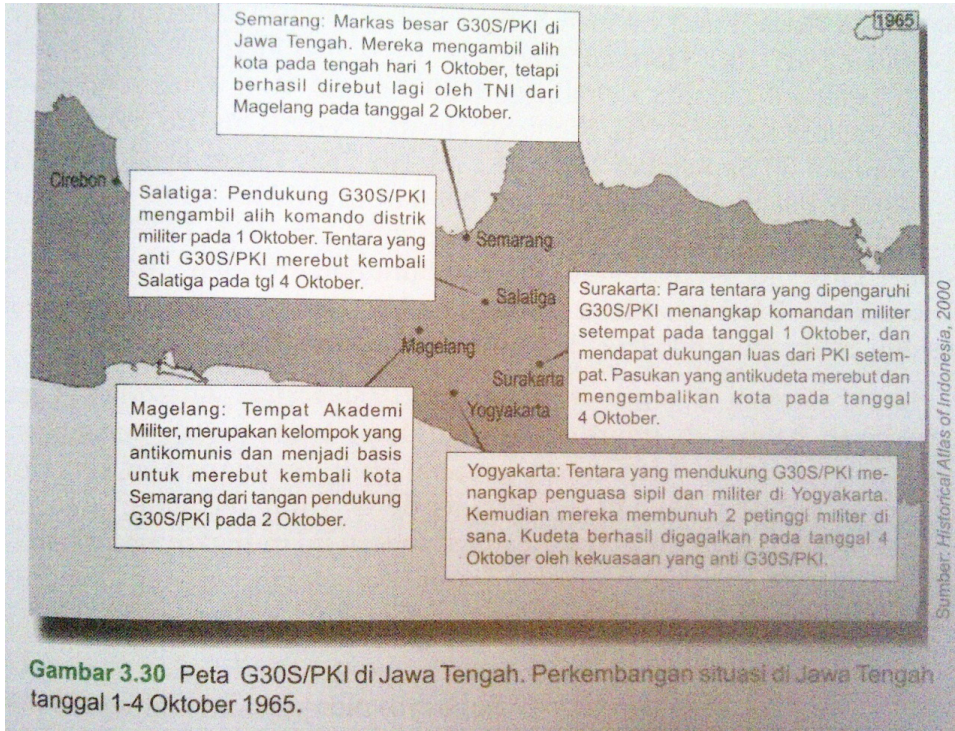 1965
Semarang: Markas besar G30S/PKI di
Jawa Tengah. Mereka mengambil alih
kota pada tengah hari 1 Oktober, tetapi
berhasil direbut lagi oleh TNI dari
Magelang pada tanggal 2 Oktober.
Cirebon
Salatiga: Pendukung G30S/PKI
mengambil alih komando distrik
militer pada 1 Oktober. Tentara yang
anti G30S/PKI merebut kembali
Salatiga pada tgl 4 Oktober.
Semarang
Salatiga
Magelang
Surakarta
Yogyakarta
Surakarta: Para tentara yang dipengaruhi
G30S/PKI menangkap komandan militer
setempat pada tanggal 1 Oktober, dan
mendapat dukungan luas dari PKI setem-
pat. Pasukan yang antikudeta merebut dan
mengembalikan kota pada tanggal
4 Oktober.
Magelang: Tempat Akademi
Militer, merupakan kelompok yang
antikomunis dan menjadi basis
untuk merebut kembali kota
Semarang dari tangan pendukung
G30S/PKI pada 2 Oktober.
Yogyakarta: Tentara yang mendukung G30S/PKI me-
nangkap penguasa sipil dan militer di Yogyakarta.
Kemudian mereka membunuh 2 petinggi militer di
sana. Kudeta berhasil digagalkan pada tanggal 4
Oktober oleh kekuasaan yang anti G30S/PKI.
Sumber: Historical Atlas of Indonesia, 2000
Gambar 3.30 Peta G30S/PKI di Jawa Tengah. Perkembangan situasi di Jawa Tengah
tanggal 1-4 Oktober 1965.